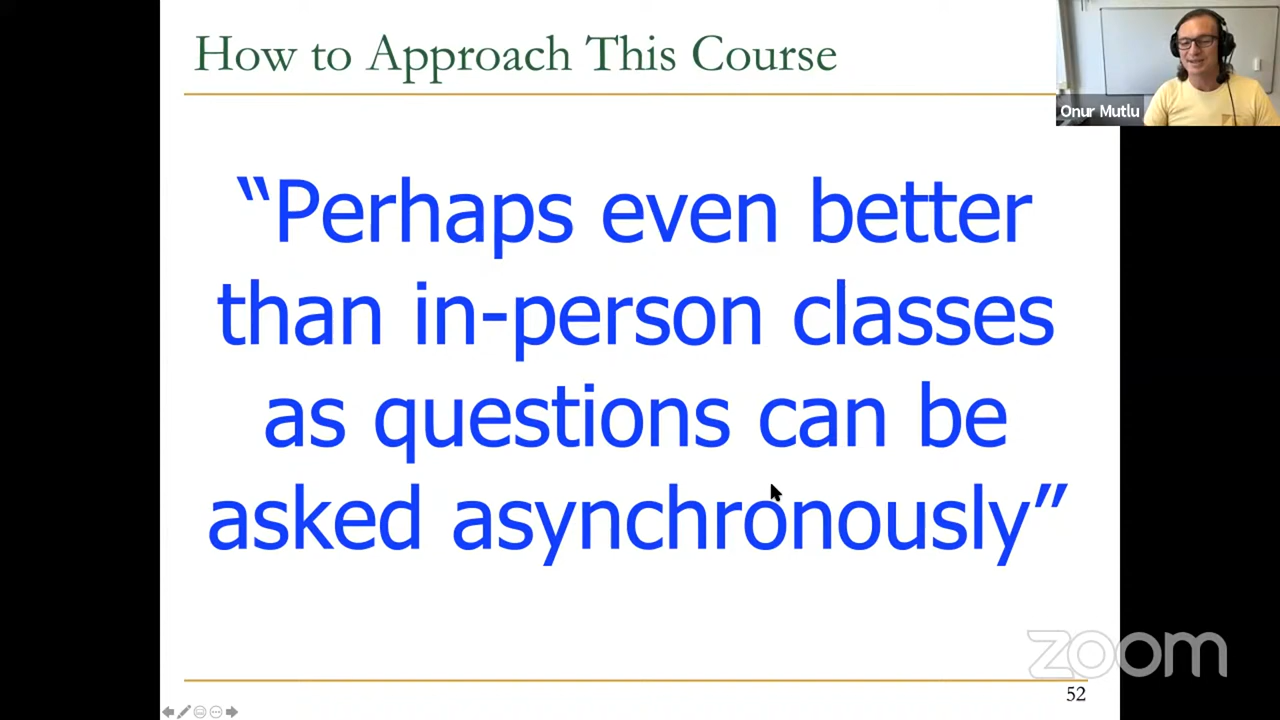 How to Approach This Course
Onur Mutlu
“Perhaps even better
than in-person classes
as questions can be
asked asynchronously”
zoom
52